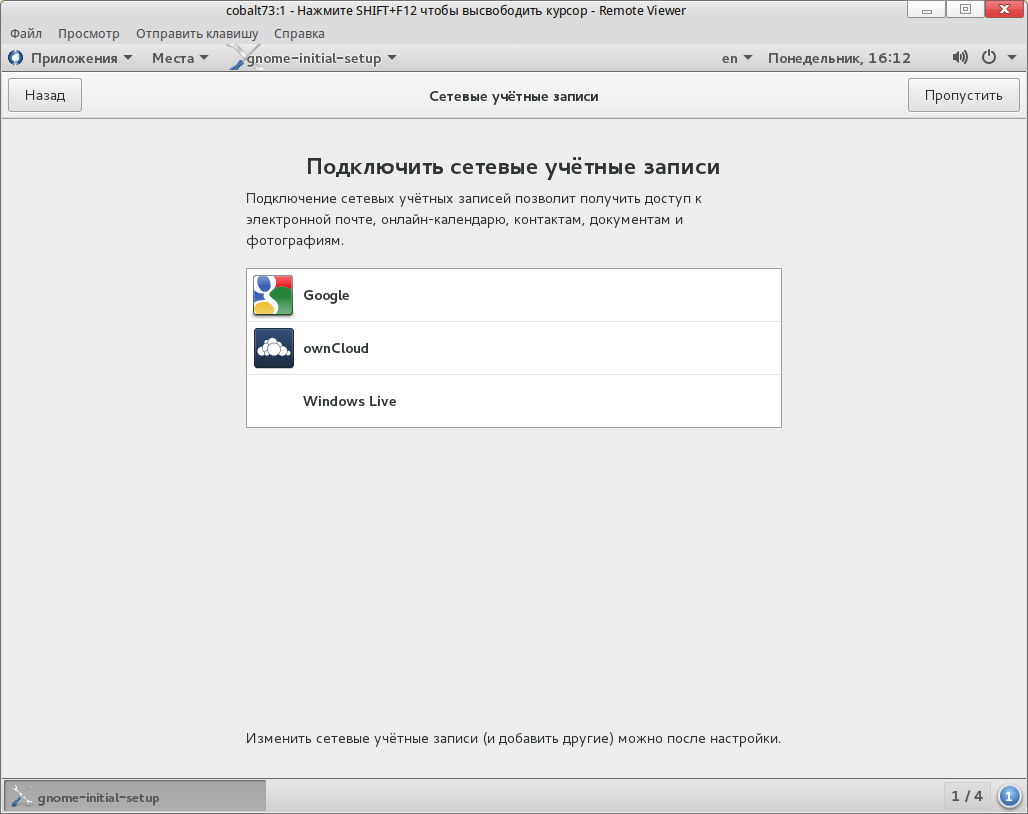 cobalt73:1 - Нажмите SHIFT+F12 чтобы высвободить курсор - Remote Viewer
Файл Просмотр Отправить клавишу Справка
Приложения Места gnome-initial-setup en Понедельник, 16:12
Назад Сетевые учётные записи Пропустить
Подключить сетевые учётные записи
Подключение сетевых учётных записей позволит получить доступ к
электронной почте, онлайн-календарю, контактам, документам и
фотографиям.
Google
ownCloud
Windows Live
Изменить сетевые учётные записи (и добавить другие) можно после настройки.
gnome-initial-setup 1 / 4 1